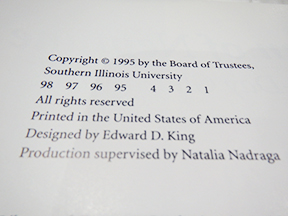 Copyright © 1995 by the Board of Trustees,
Southern Illinois University
98 97 96 95 4 3 2 1
All rights reserved
Printed in the United States of America
Designed by Edward D. King
Production supervised by Natalia Nadraga